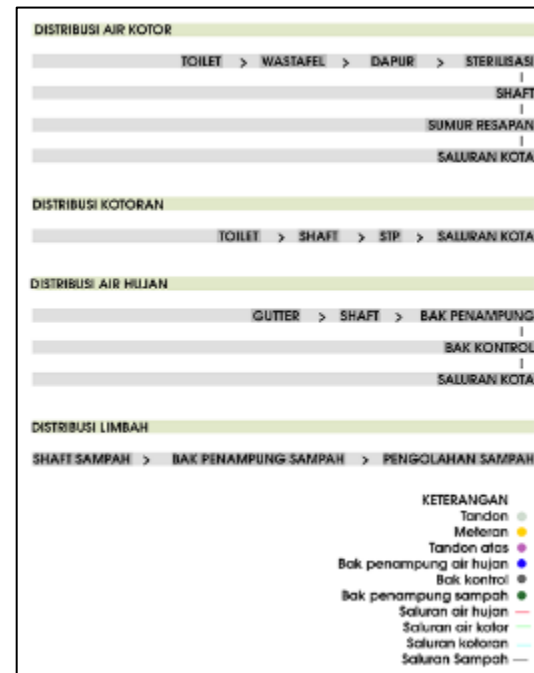 DISTRIBUSI AIR KOTOR
TOILET > WASTAFEL > DAPUR > STERILISASI
|
SHAFT
|
SUMUR RESAPAN
|
SALURAN KOTA
DISTRIBUSI KOTORAN
TOILET > SHAFT > STP > SALURAN KOTA
DISTRIBUSI AIR HUJAN
GUTTER > SHAFT > BAK PENAMPUNG
|
BAK KONTROL
|
SALURAN KOTA
DISTRIBUSI LIMBAH
SHAFT SAMPAH > BAK PENAMPUNG SAMPAH > PENGOLAHAN SAMPAH
KETERANGAN
Tandon
Meteran
Tandon atas
Bak penampung air hujan
Bak kontrol
Bak penampung sampah
Saluran air hujan
Saluran air kotor
Saluran kotoran
Saluran Sampah